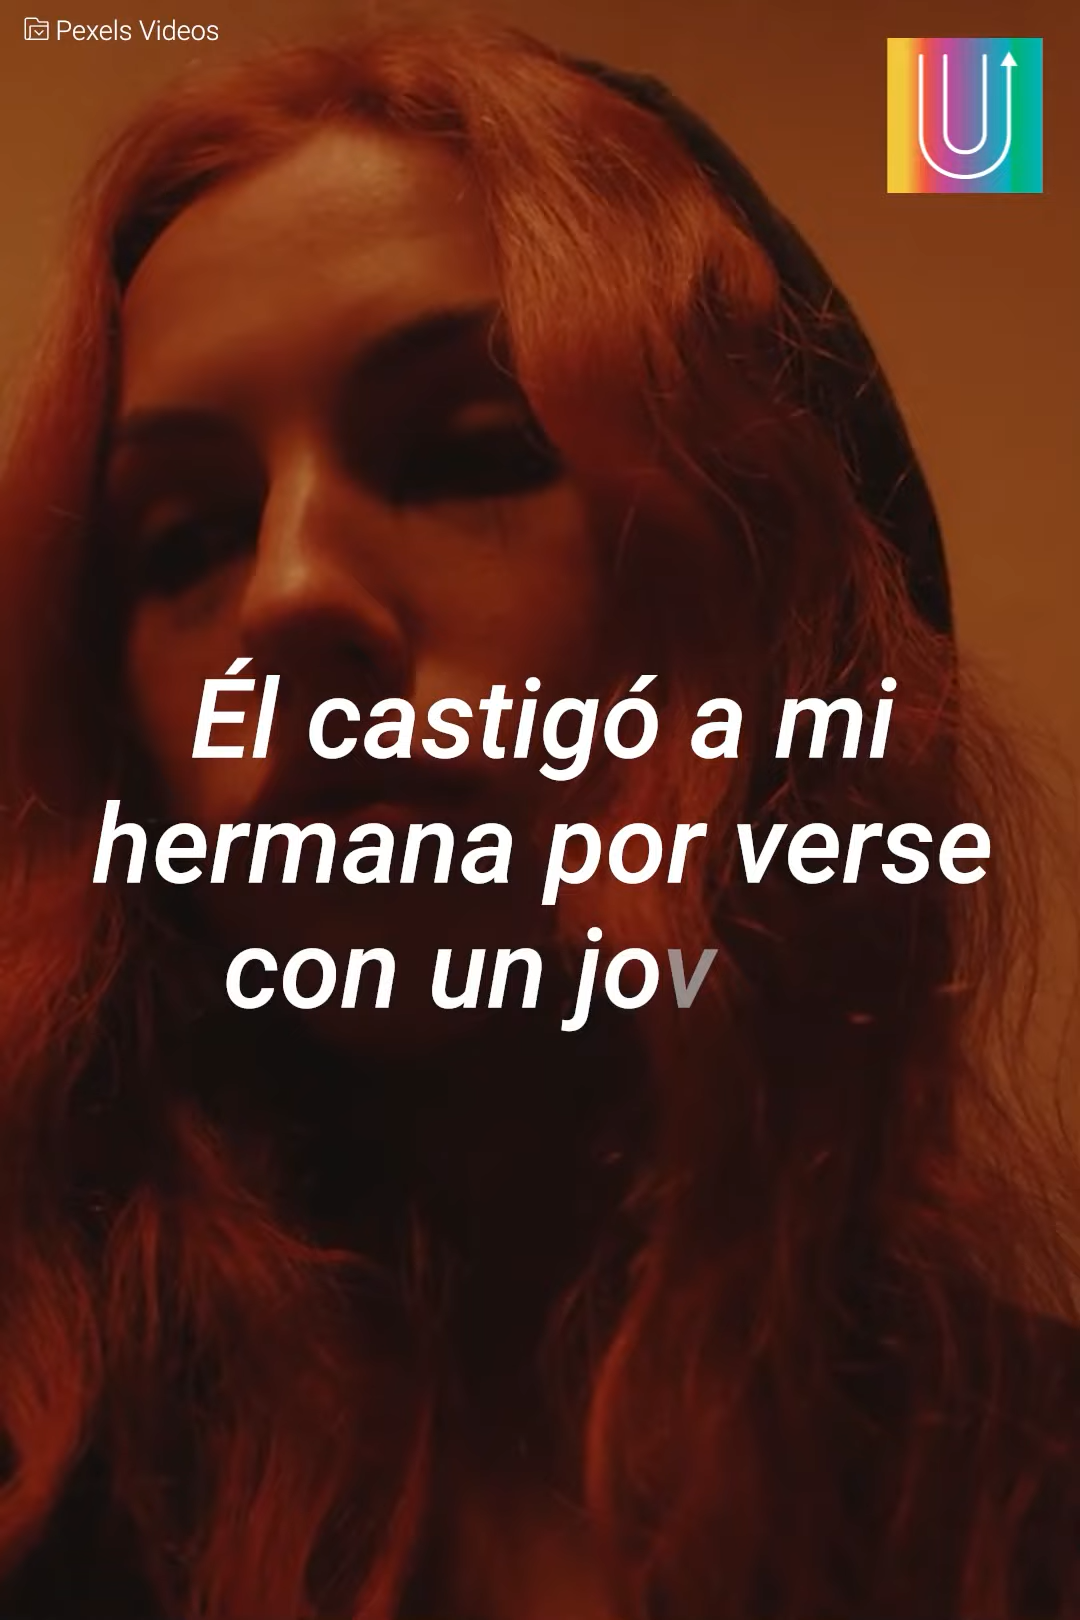 Pexels Videos
Él castigó a mi
hermana por verse
con un jov